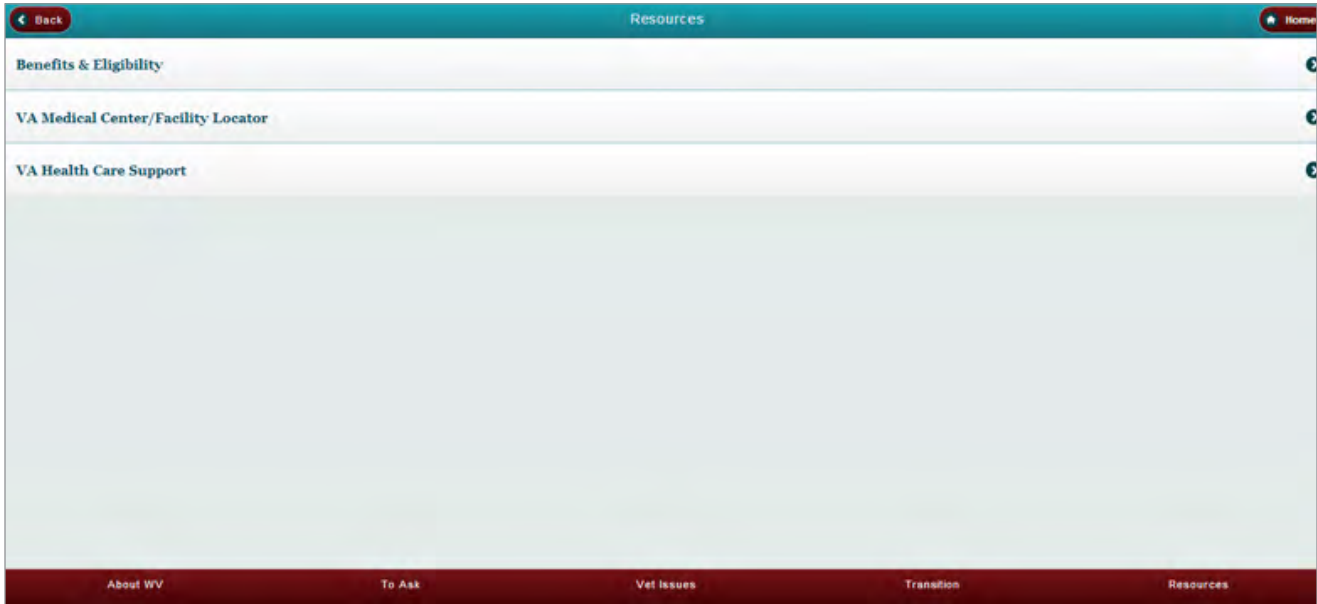 Back
Resources
Home
Benefits & Eligibility
VA Medical Center/Facility Locator
VA Health Care Support
About WV
To Ask
Vet Issues
Transition
Resources